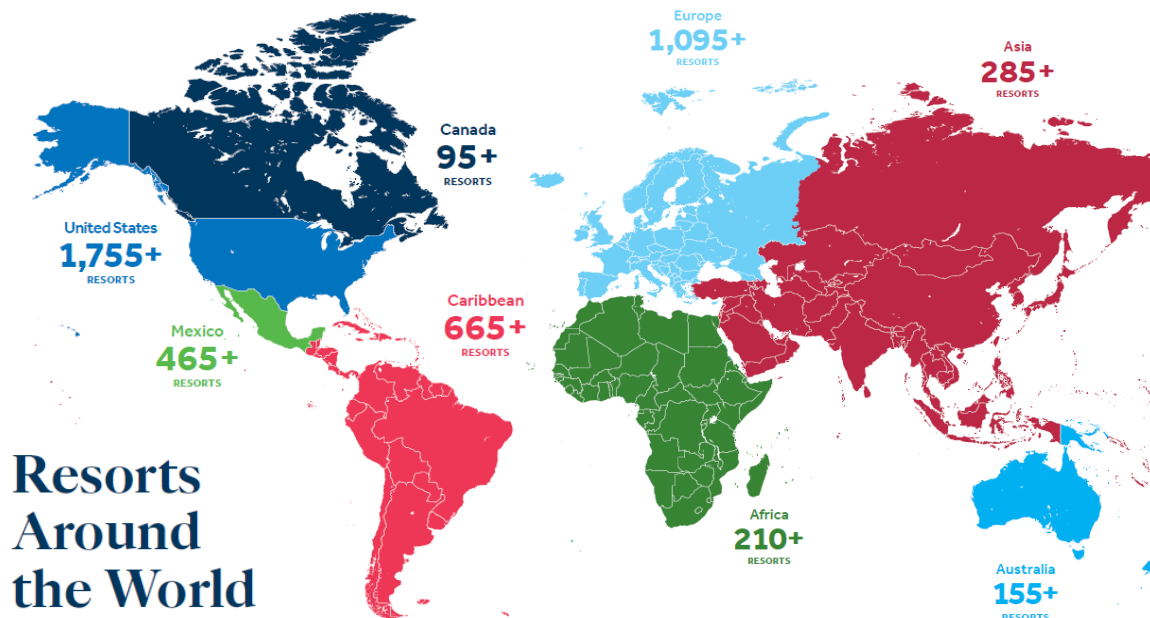 Europe
1,095+
RESORTS
Asia
285+
RESORTS
Canada
95+
RESORTS
United States
1,755+
RESORTS
Caribbean
665+
RESORTS
Mexico
465+
RESORTS
Resorts
Around
the World
Africa
210+
RESORTS
Australia
155+
RESORTS